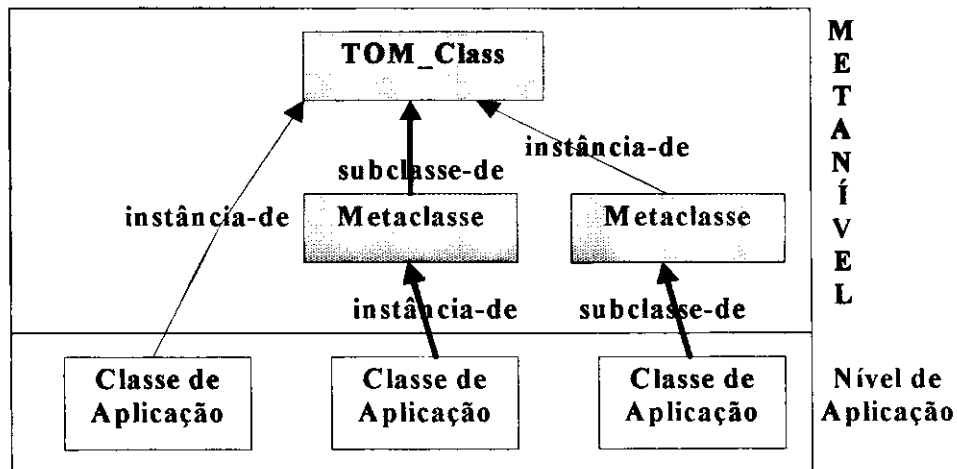 TOM_Class
instância-de
subclasse-de
instância-de
Metaclasse
Metaclasse
instância-de
subclasse-de
METANÍVEL
Classe de
Aplicação
Classe de
Aplicação
Classe de
Aplicação
Nível de
Aplicação